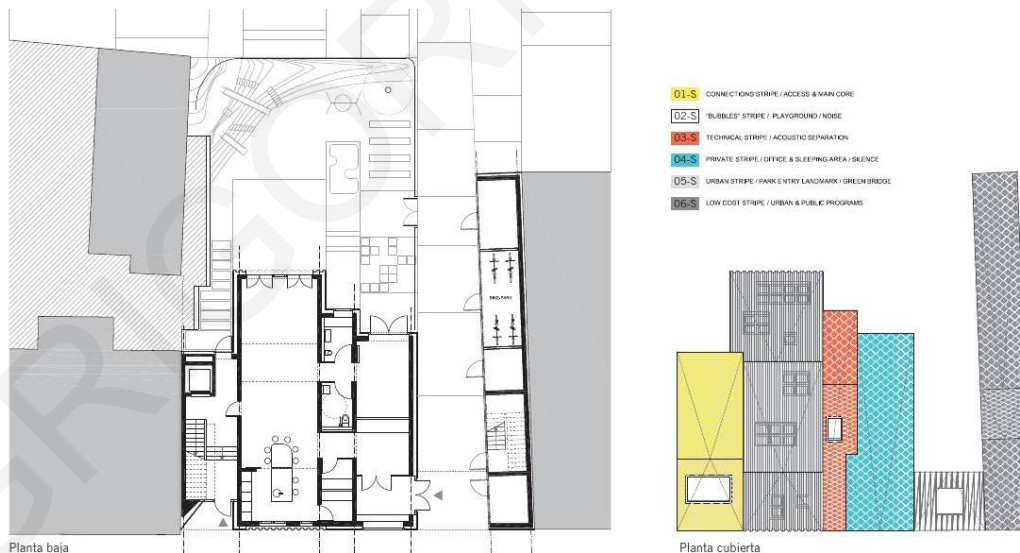 01-S CONNECTIONS STRIPE / ACCESS & MAIN CORE
02-S "BUBBLES" STRIPE / PLAYGROUND / NOISE
03-S TECHNICAL STRIPE / ACOUSTIC SEPARATION
04-S PRIVATE STRIPE / OFFICE & SLEEPING AREA / SILENCE
05-S URBAN STRIPE / PARK ENTRY LANDMARK / GREEN BRIDGE
06-S LOW COST STRIPE / URBAN & PUBLIC PROGRAMS
Planta baja
Planta cubierta